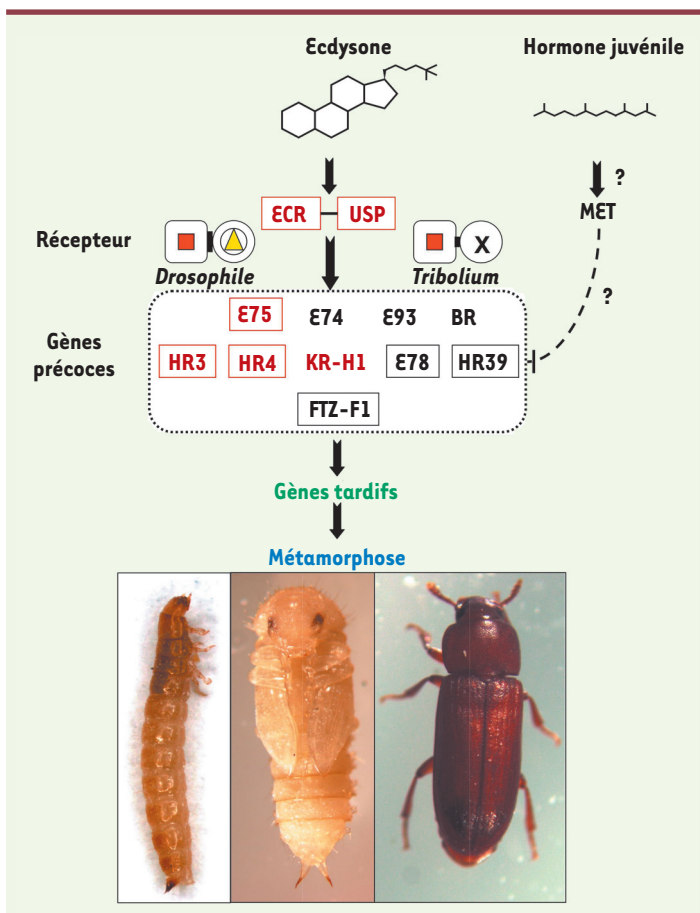 Ecdysone
Hormone juvénile
?
ECR
USP
MET
Récepteur
X
Drosophile
Tribolium
?
E75
E74
E93
BR
Gènes
précoces
HR3
HR4
KR-H1
E78
HR39
FTZ-F1
Gènes tardifs
Métamorphose